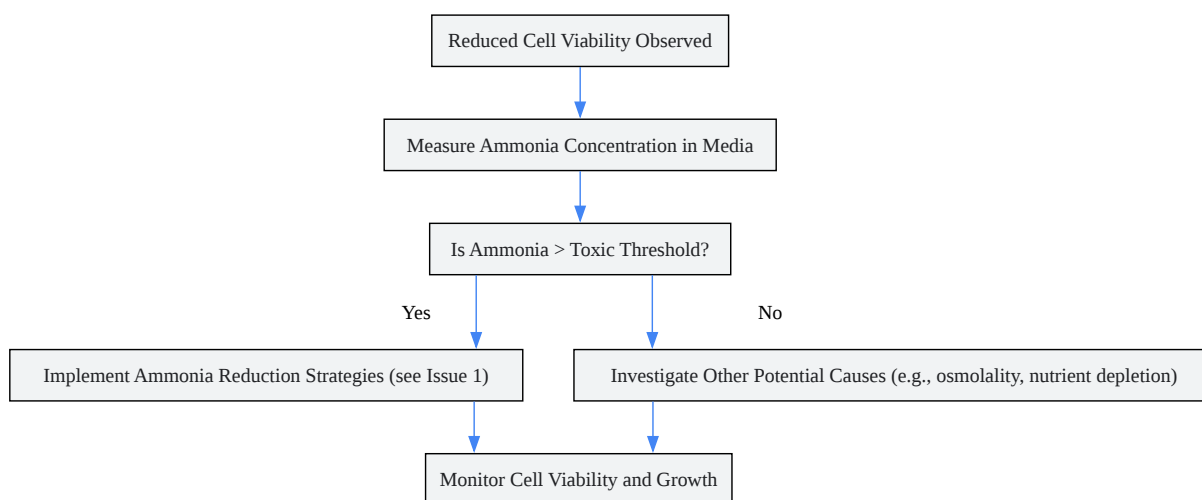 Reduced Cell Viability Observed
Measure Ammonia Concentration in Media
Is Ammonia > Toxic Threshold?
Yes
No
Implement Ammonia Reduction Strategies (see Issue 1)
Investigate Other Potential Causes (e.g., osmolality, nutrient depletion)
Monitor Cell Viability and Growth